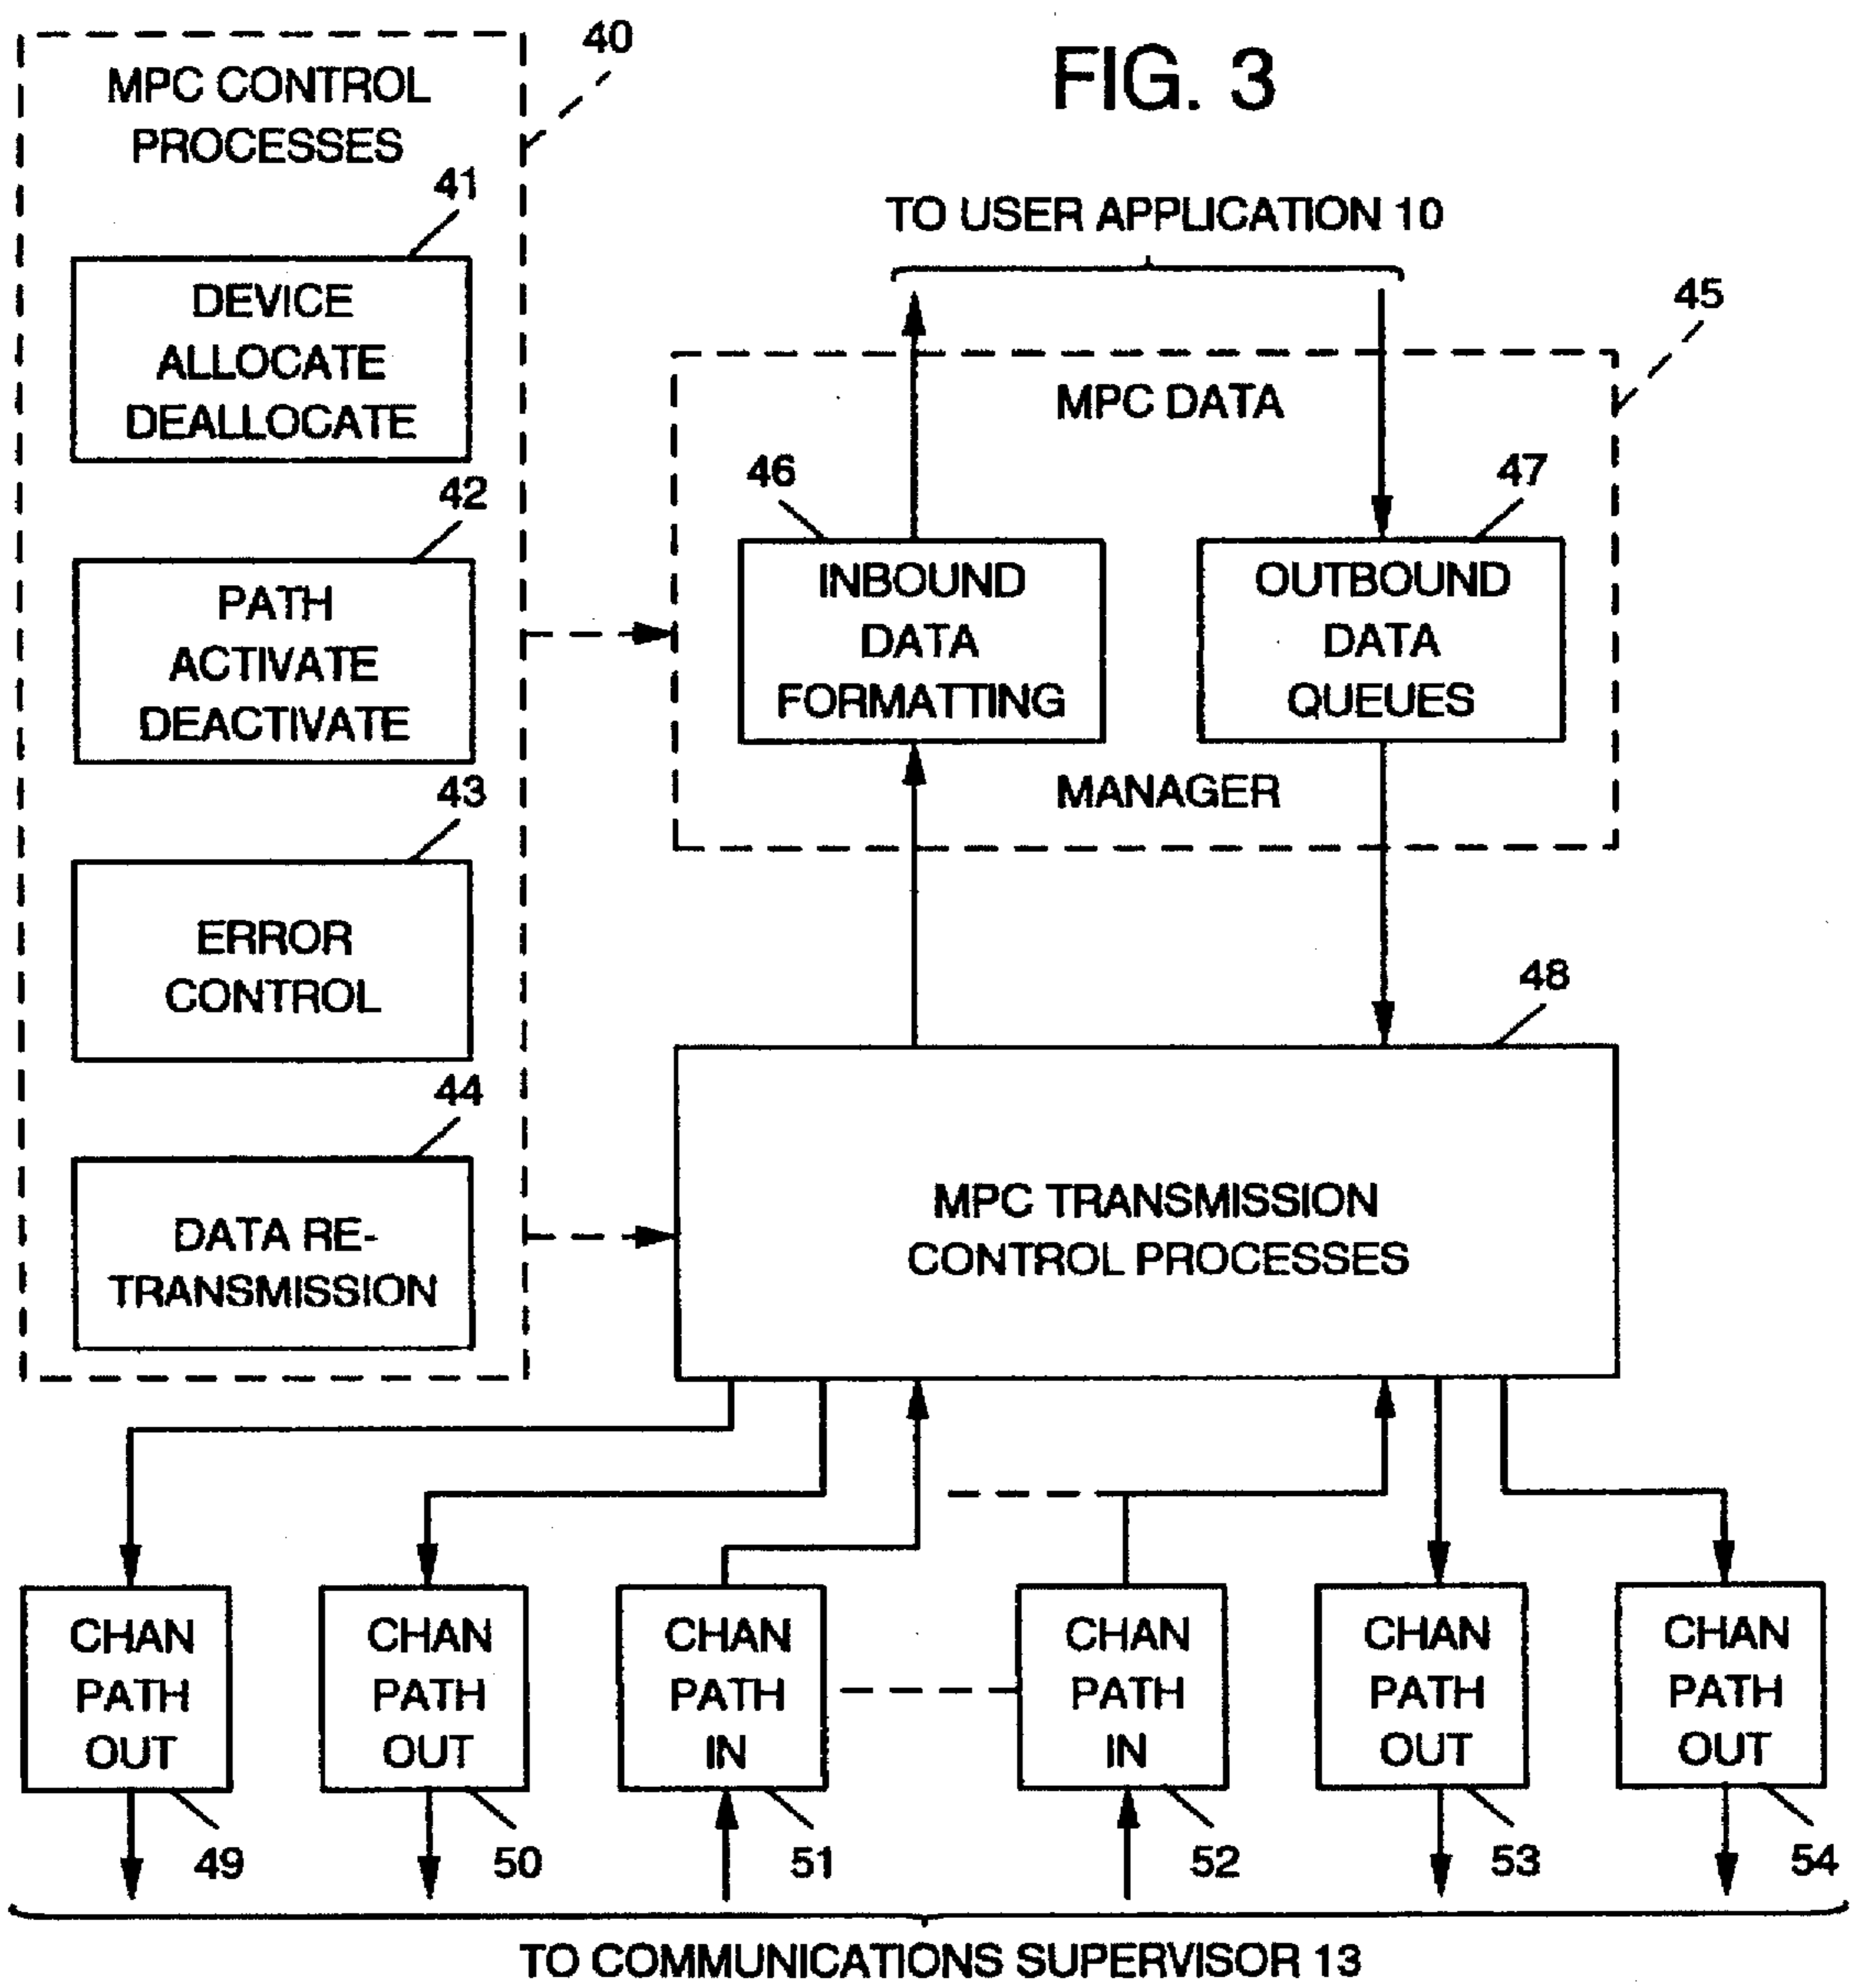 FIG. 3
40
MPC CONTROL
PROCESSES
41
DEVICE
ALLOCATE
DEALLOCATE
42
PATH
ACTIVATE
DEACTIVATE
43
ERROR
CONTROL
44
DATA RE-
TRANSMISSION
TO USER APPLICATION 10
45
MPC DATA
46
INBOUND
DATA
FORMATTING
47
OUTBOUND
DATA
QUEUES
MANAGER
48
MPC TRANSMISSION
CONTROL PROCESSES
CHAN
PATH
OUT
49
CHAN
PATH
OUT
50
CHAN
PATH
IN
51
CHAN
PATH
IN
52
CHAN
PATH
OUT
53
CHAN
PATH
OUT
54
TO COMMUNICATIONS SUPERVISOR 13